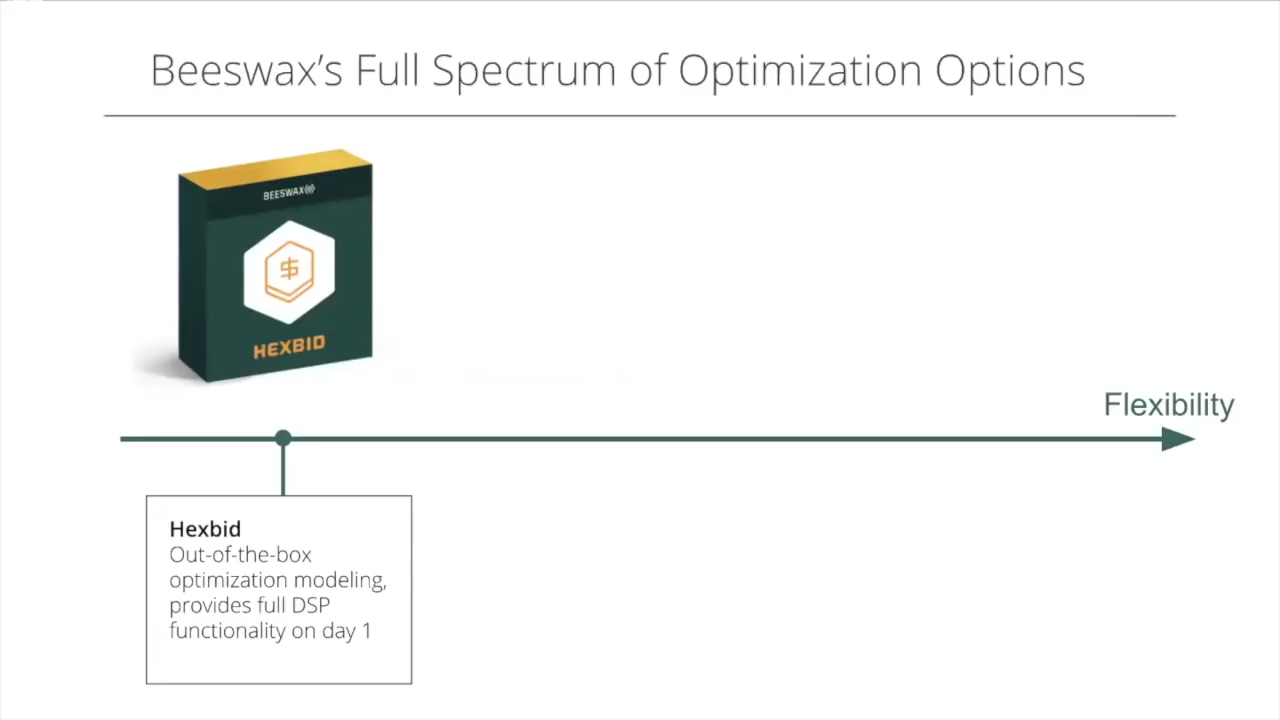 Beeswax’s Full Spectrum of Optimization Options
BEESWAX
$
HEXBID
Flexibility
Hexbid
Out-of-the-box
optimization modeling,
provides full DSP
functionality on day 1